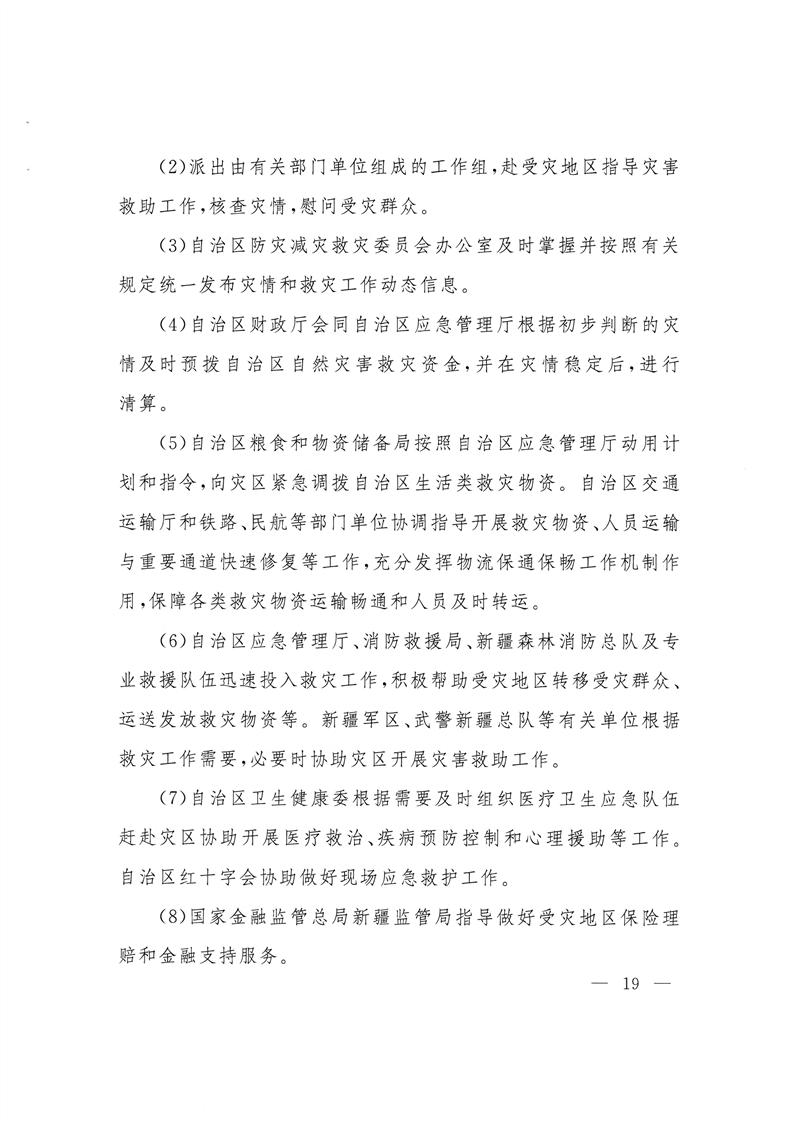 (2)派出由有关部门单位组成的工作组,赴受灾地区指导灾害
救助工作,核查灾情,慰问受灾群众。
(3)自治区防灾减灾救灾委员会办公室及时掌握并按照有关
规定统一发布灾情和救灾工作动态信息。
(4)自治区财政厅会同自治区应急管理厅根据初步判断的灾
情及时预拨自治区自然灾害救灾资金,并在灾情稳定后,进行
清算。
(5)自治区粮食和物资储备局按照自治区应急管理厅动用计
划和指令,向灾区紧急调拨自治区生活类救灾物资。自治区交通
运输厅和铁路、民航等部门单位协调指导开展救灾物资、人员运输
与重要通道快速修复等工作,充分发挥物流保通保畅工作机制作
用,保障各类救灾物资运输畅通和人员及时转运。
(6)自治区应急管理厅、消防救援局、新疆森林消防总队及专
业救援队伍迅速投入救灾工作,积极帮助受灾地区转移受灾群众、
运送发放救灾物资等。新疆军区、武警新疆总队等有关单位根据
救灾工作需要,必要时协助灾区开展灾害救助工作。
(7)自治区卫生健康委根据需要及时组织医疗卫生应急队伍
赶赴灾区协助开展医疗救治、疾病预防控制和心理援助等工作。
自治区红十字会协助做好现场应急救护工作。
(8)国家金融监管总局新疆监管局指导做好受灾地区保险理
赔和金融支持服务。
— 19 —